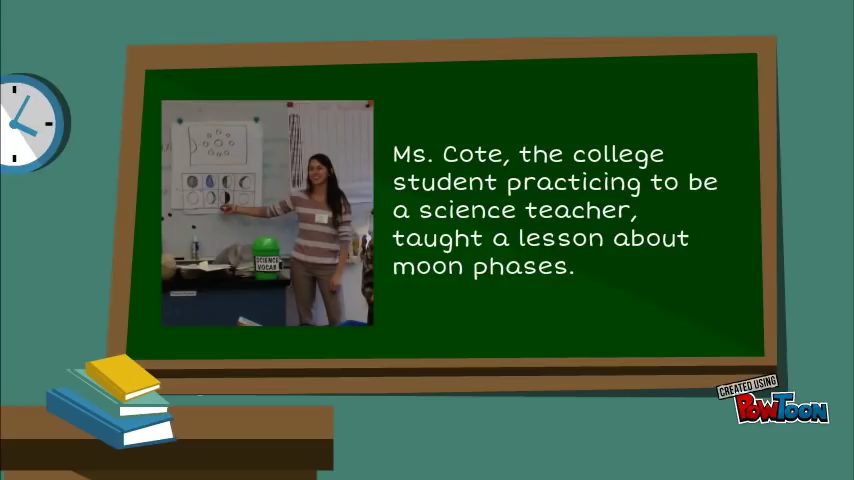 Ms. Cote, the college
student practicing to be
a science teacher,
taught a lesson about
moon phases.
SCIENCE
VOCAB
CREATED USING
POWTOON